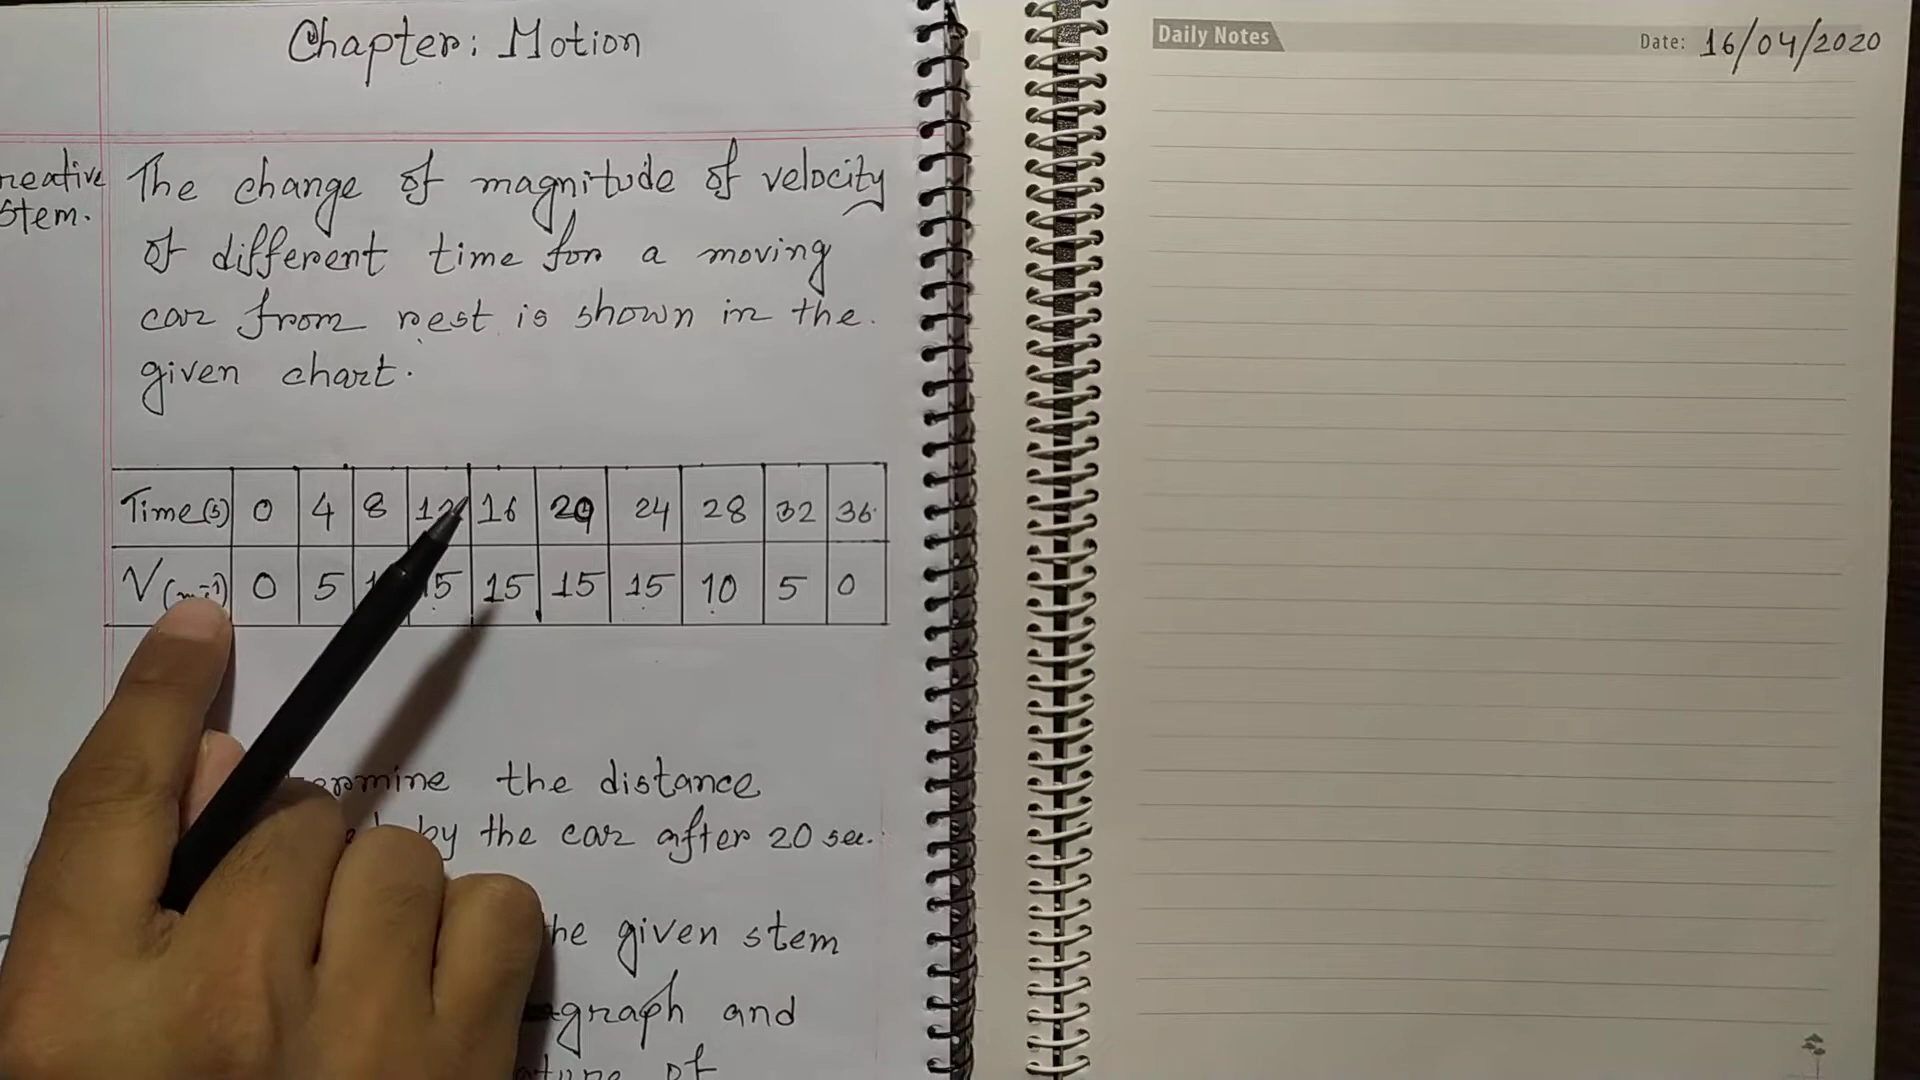 Chapter: Motion
reative
stem.
The change of magnitude of velocity
of different time for a moving
car from rest is shown in the.
given chart.
Time(s) 0 4 8 16 20 24 28 32 36
V 0 5 15 15 15 10 5 0
the distance
by the car after 20 sec.
the given stem
graph and
of
Daily Notes
Date: 16/04/2020